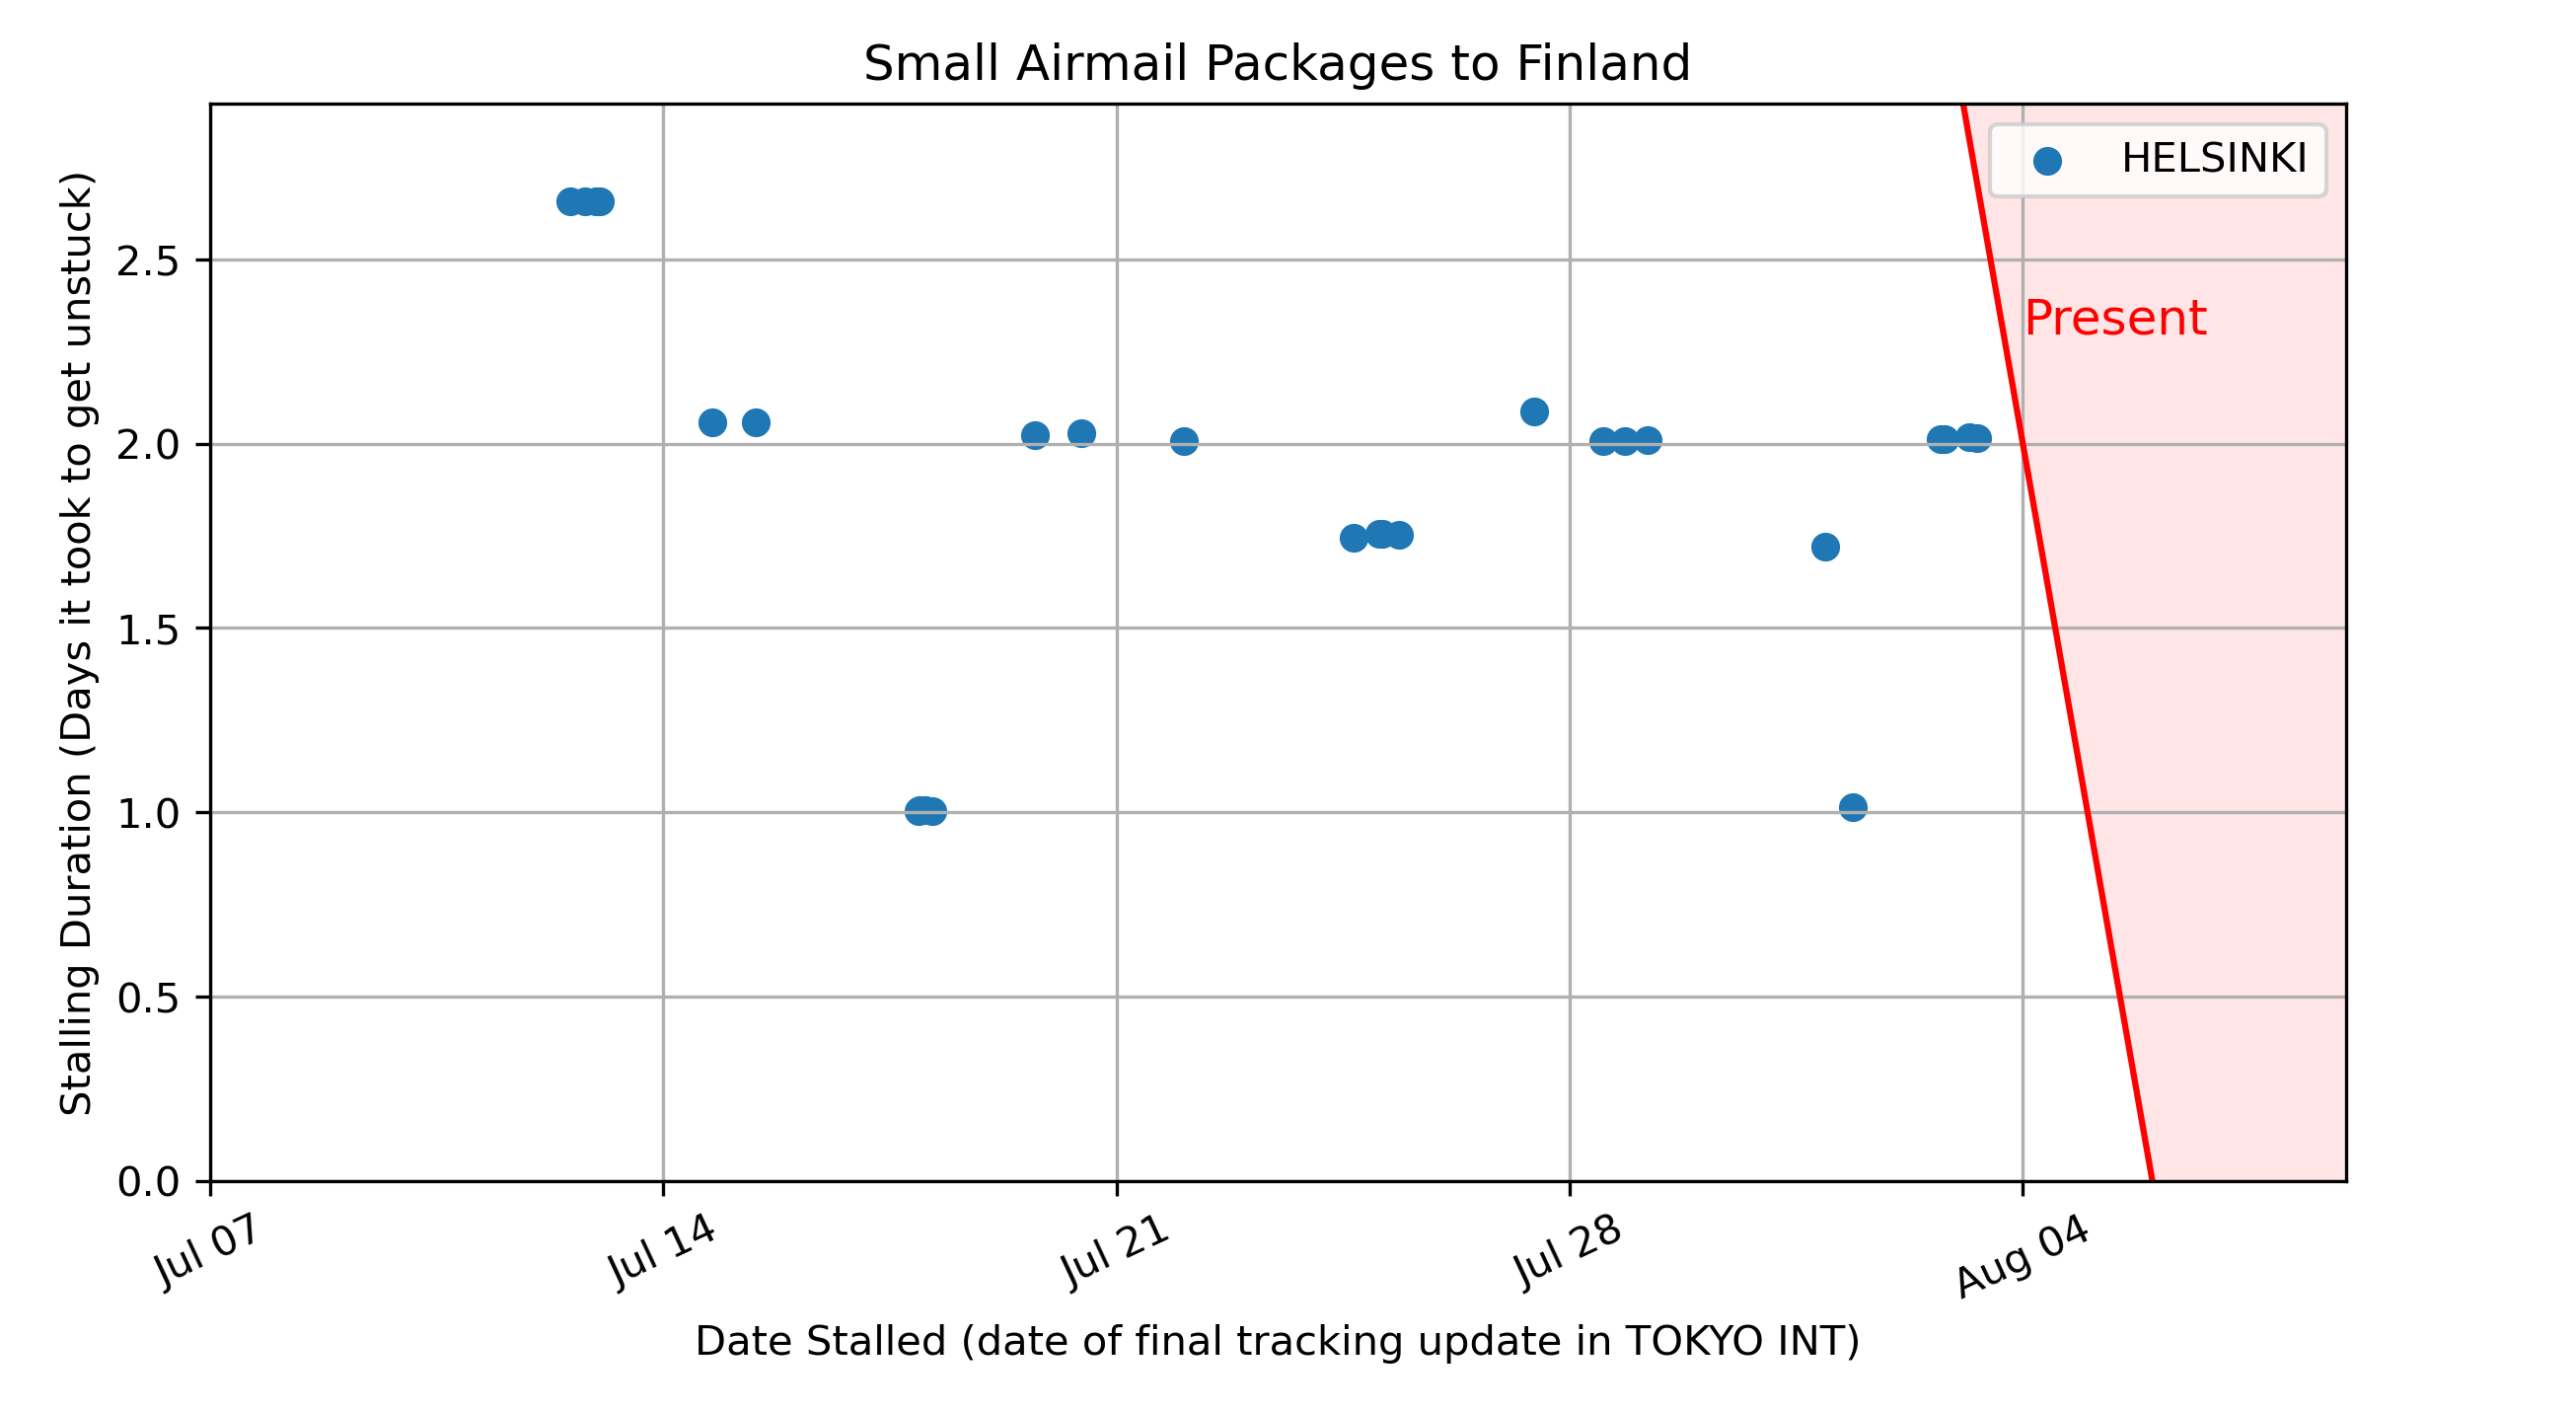 Small Airmail Packages to Finland
HELSINKI
Present
Stalling Duration (Days it took to get unstuck)
2.5
2.0
1.5
1.0
0.5
0.0
Jul 07
Jul 14
Jul 21
Jul 28
Aug 04
Date Stalled (date of final tracking update in TOKYO INT)